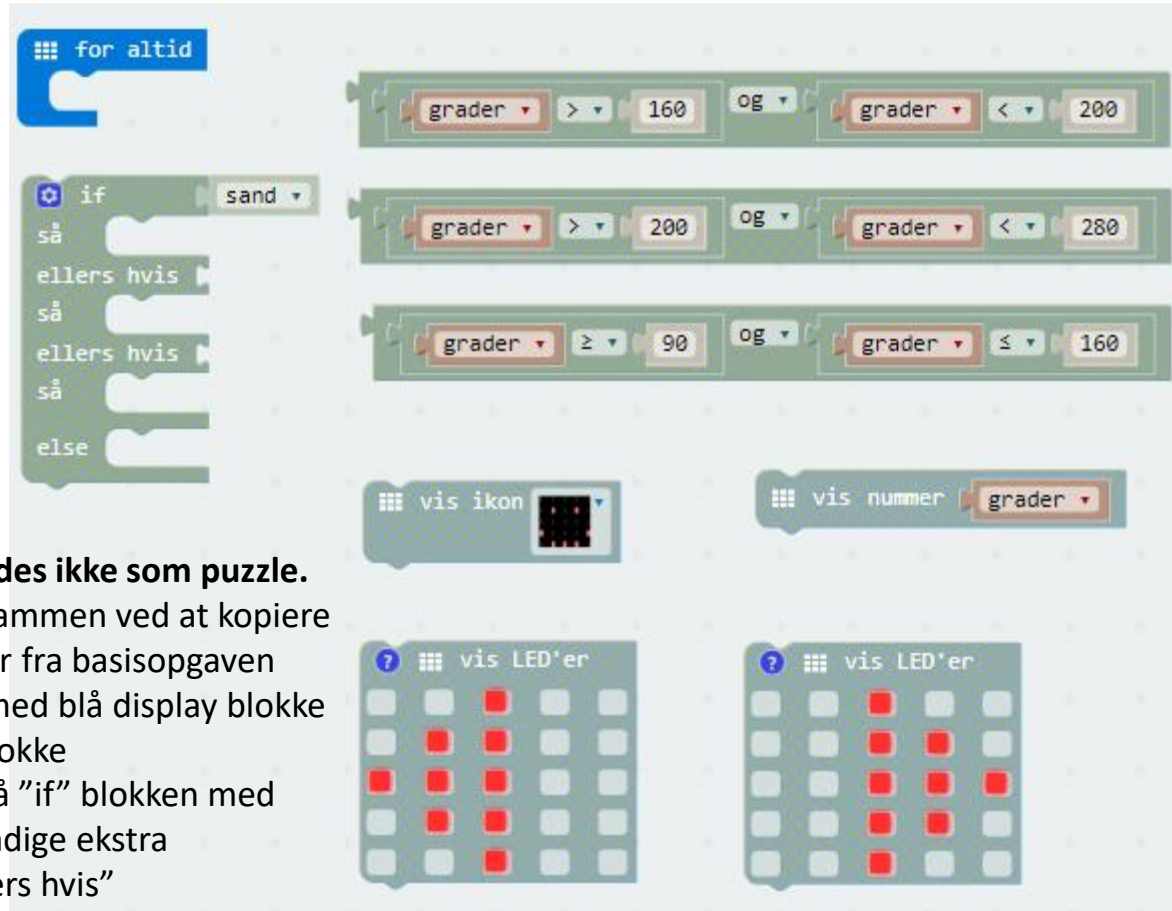 for altid
grader > 160 og grader < 200
if sand
så
ellers hvis
så
ellers hvis
så
else
grader > 200 og grader < 280
grader ≥ 90 og grader ≤ 160
vis ikon
vis nummer grader
des ikke som puzzle.
ammen ved at kopiere
r fra basisopgaven
ned blå display blokke
okke
å ”if” blokken med
dige ekstra
ers hvis”
? vis LED'er
? vis LED'er